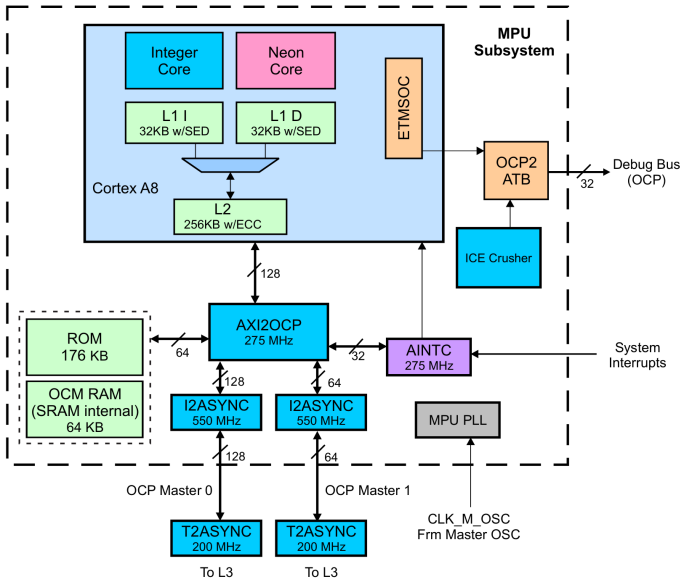 MPU
Subsystem
Integer
Core
Neon
Core
ETMSOC
L1 I
32KB w/SED
L1 D
32KB w/SED
OCP2
ATB
32
Debug Bus
(OCP)
Cortex A8
L2
256KB w/ECC
ICE Crusher
128
ROM
176 KB
64
AXI2OCP
275 MHz
32
AINTC
275 MHz
System
Interrupts
OCM RAM
(SRAM internal)
64 KB
128
64
I2ASYNC
550 MHz
I2ASYNC
550 MHz
MPU PLL
128
64
OCP Master 0
OCP Master 1
CLK_M_OSC
Frm Master OSC
T2ASYNC
200 MHz
T2ASYNC
200 MHz
To L3
To L3